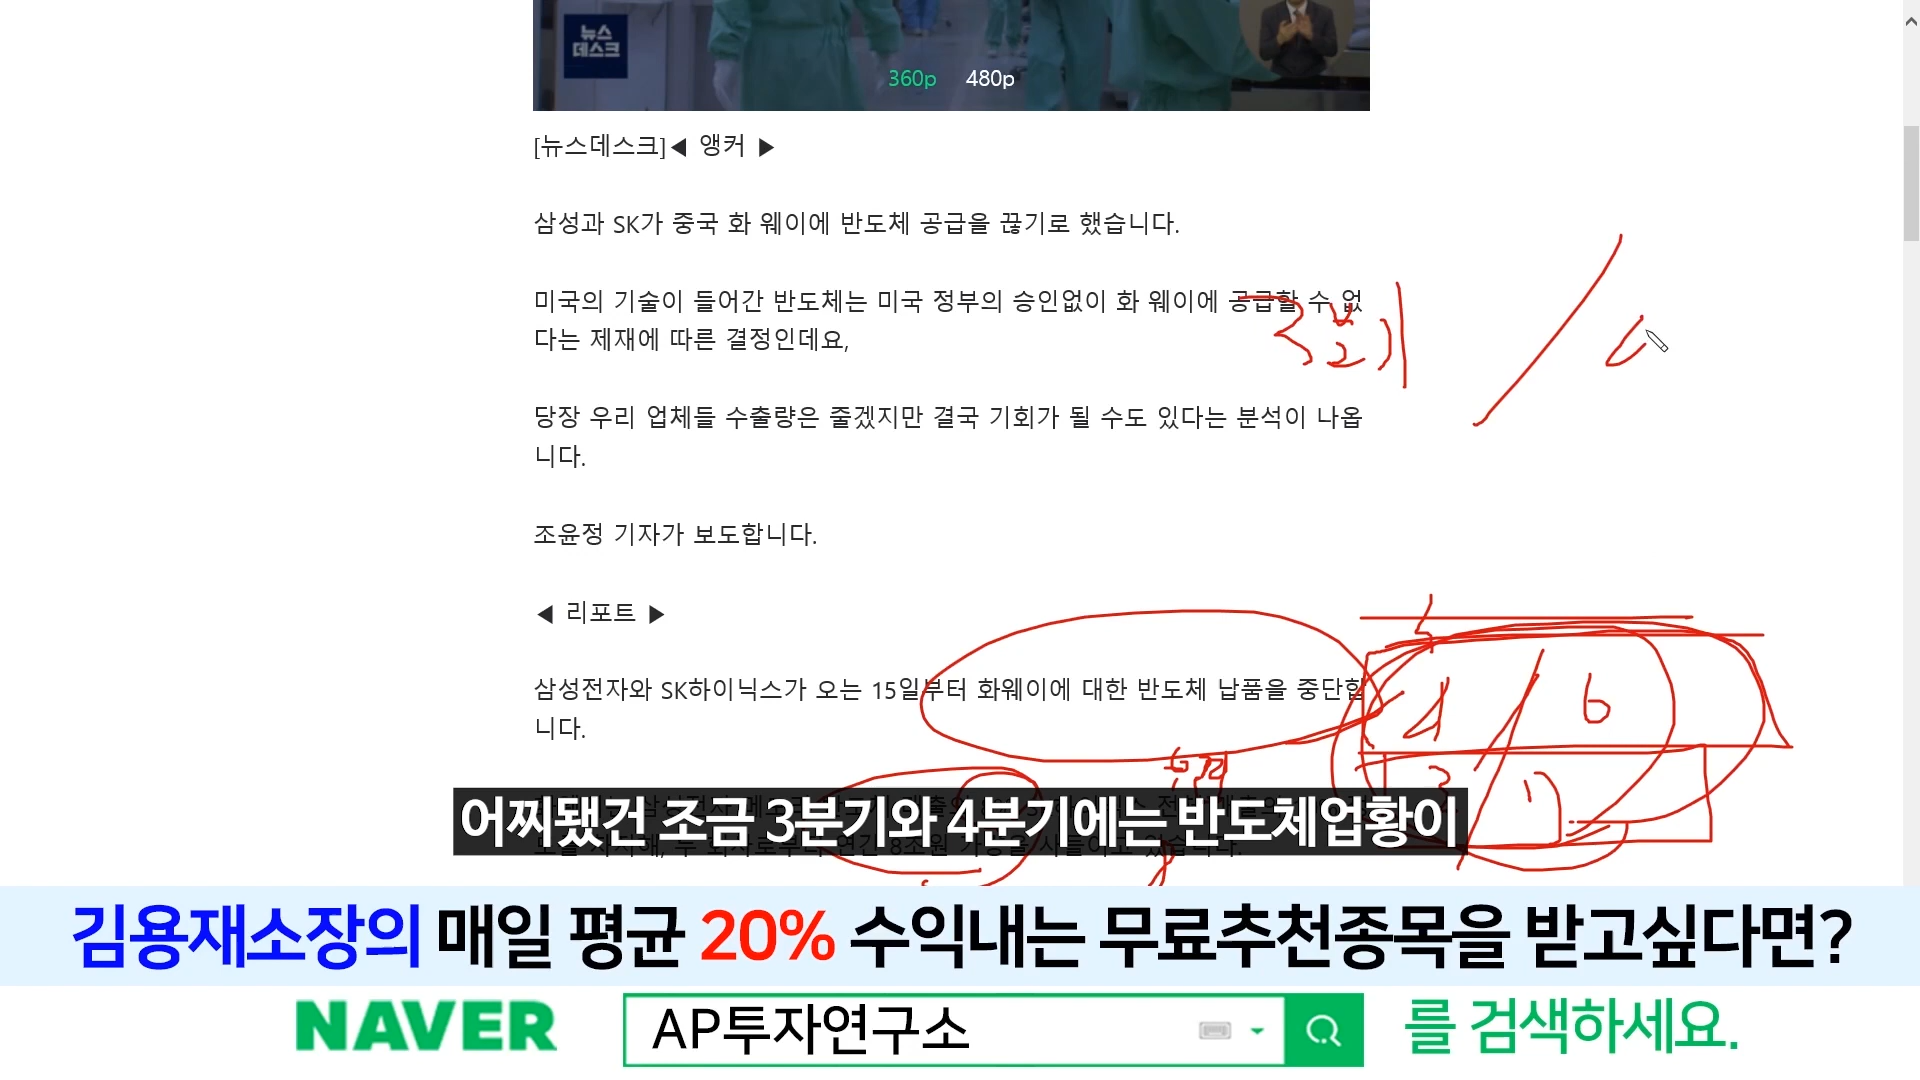 뉴스
데스크
360p 480p
[뉴스데스크]◀ 앵커 ▶
삼성과 SK가 중국 화 웨이에 반도체 공급을 끊기로 했습니다.
미국의 기술이 들어간 반도체는 미국 정부의 승인없이 화 웨이에 공급할 수 없
다는 제재에 따른 결정인데요,
3분기
당장 우리 업체들 수출량은 줄겠지만 결국 기회가 될 수도 있다는 분석이 나옵
니다.
조윤정 기자가 보도합니다.
◀ 리포트 ▶
삼성전자와 SK하이닉스가 오는 15일부터 화웨이에 대한 반도체 납품을 중단합
니다.
4 / 6
3
어찌됐건 조금 3분기와 4분기에는 반도체업황이
김용재소장의 매일 평균 20% 수익내는 무료추천종목을 받고싶다면?
NAVER AP투자연구소 를 검색하세요.